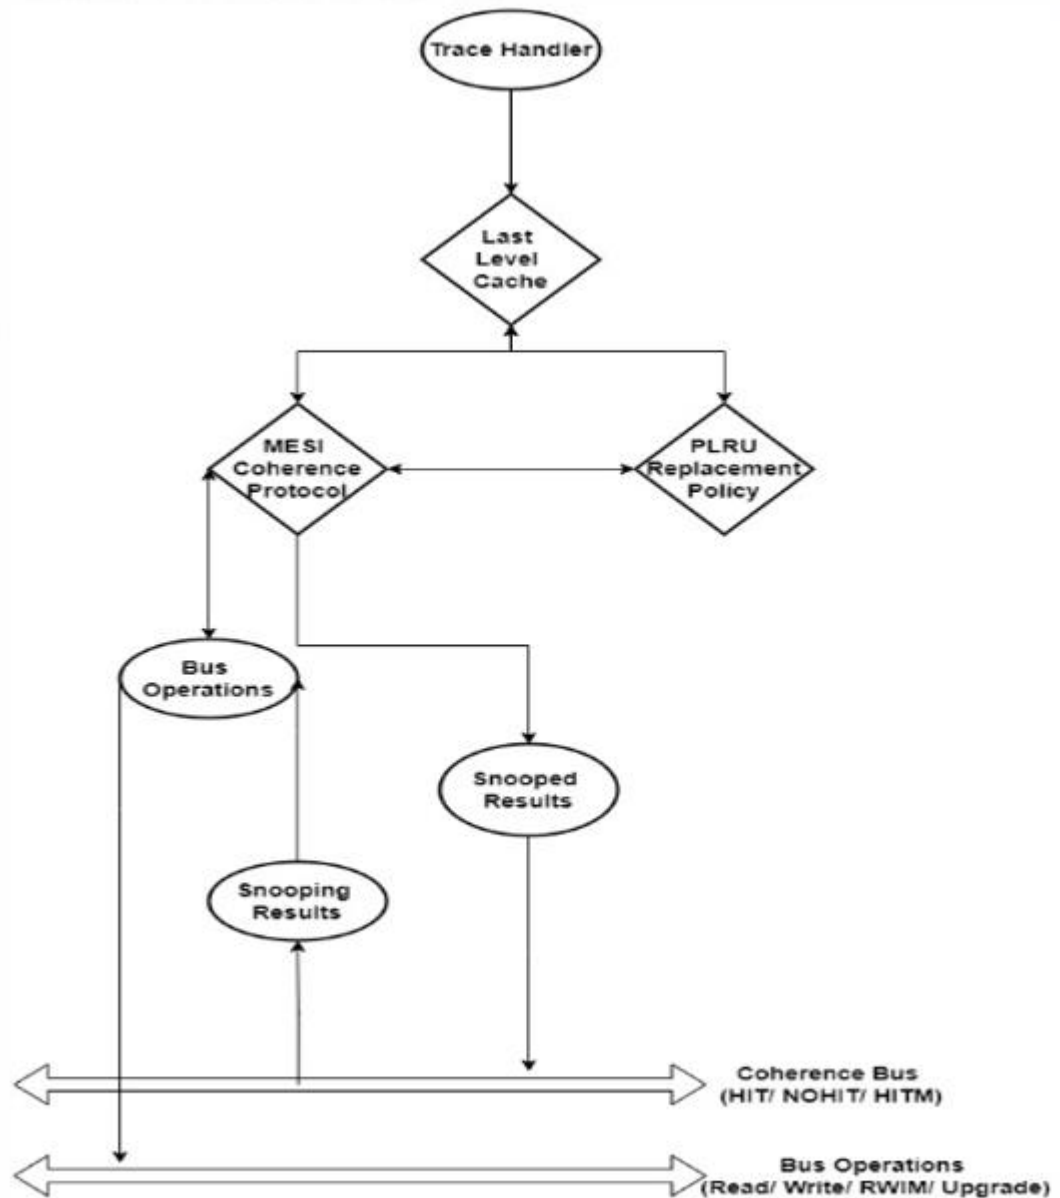 Trace Handler
Last
Level
Cache
MESI
Coherence
Protocol
PLRU
Replacement
Policy
Bus
Operations
Snooped
Results
Snooping
Results
Coherence Bus
(HIT/ NOHIT/ HITM)
Bus Operations
(Read/ Write/ RWIM/ Upgrade)